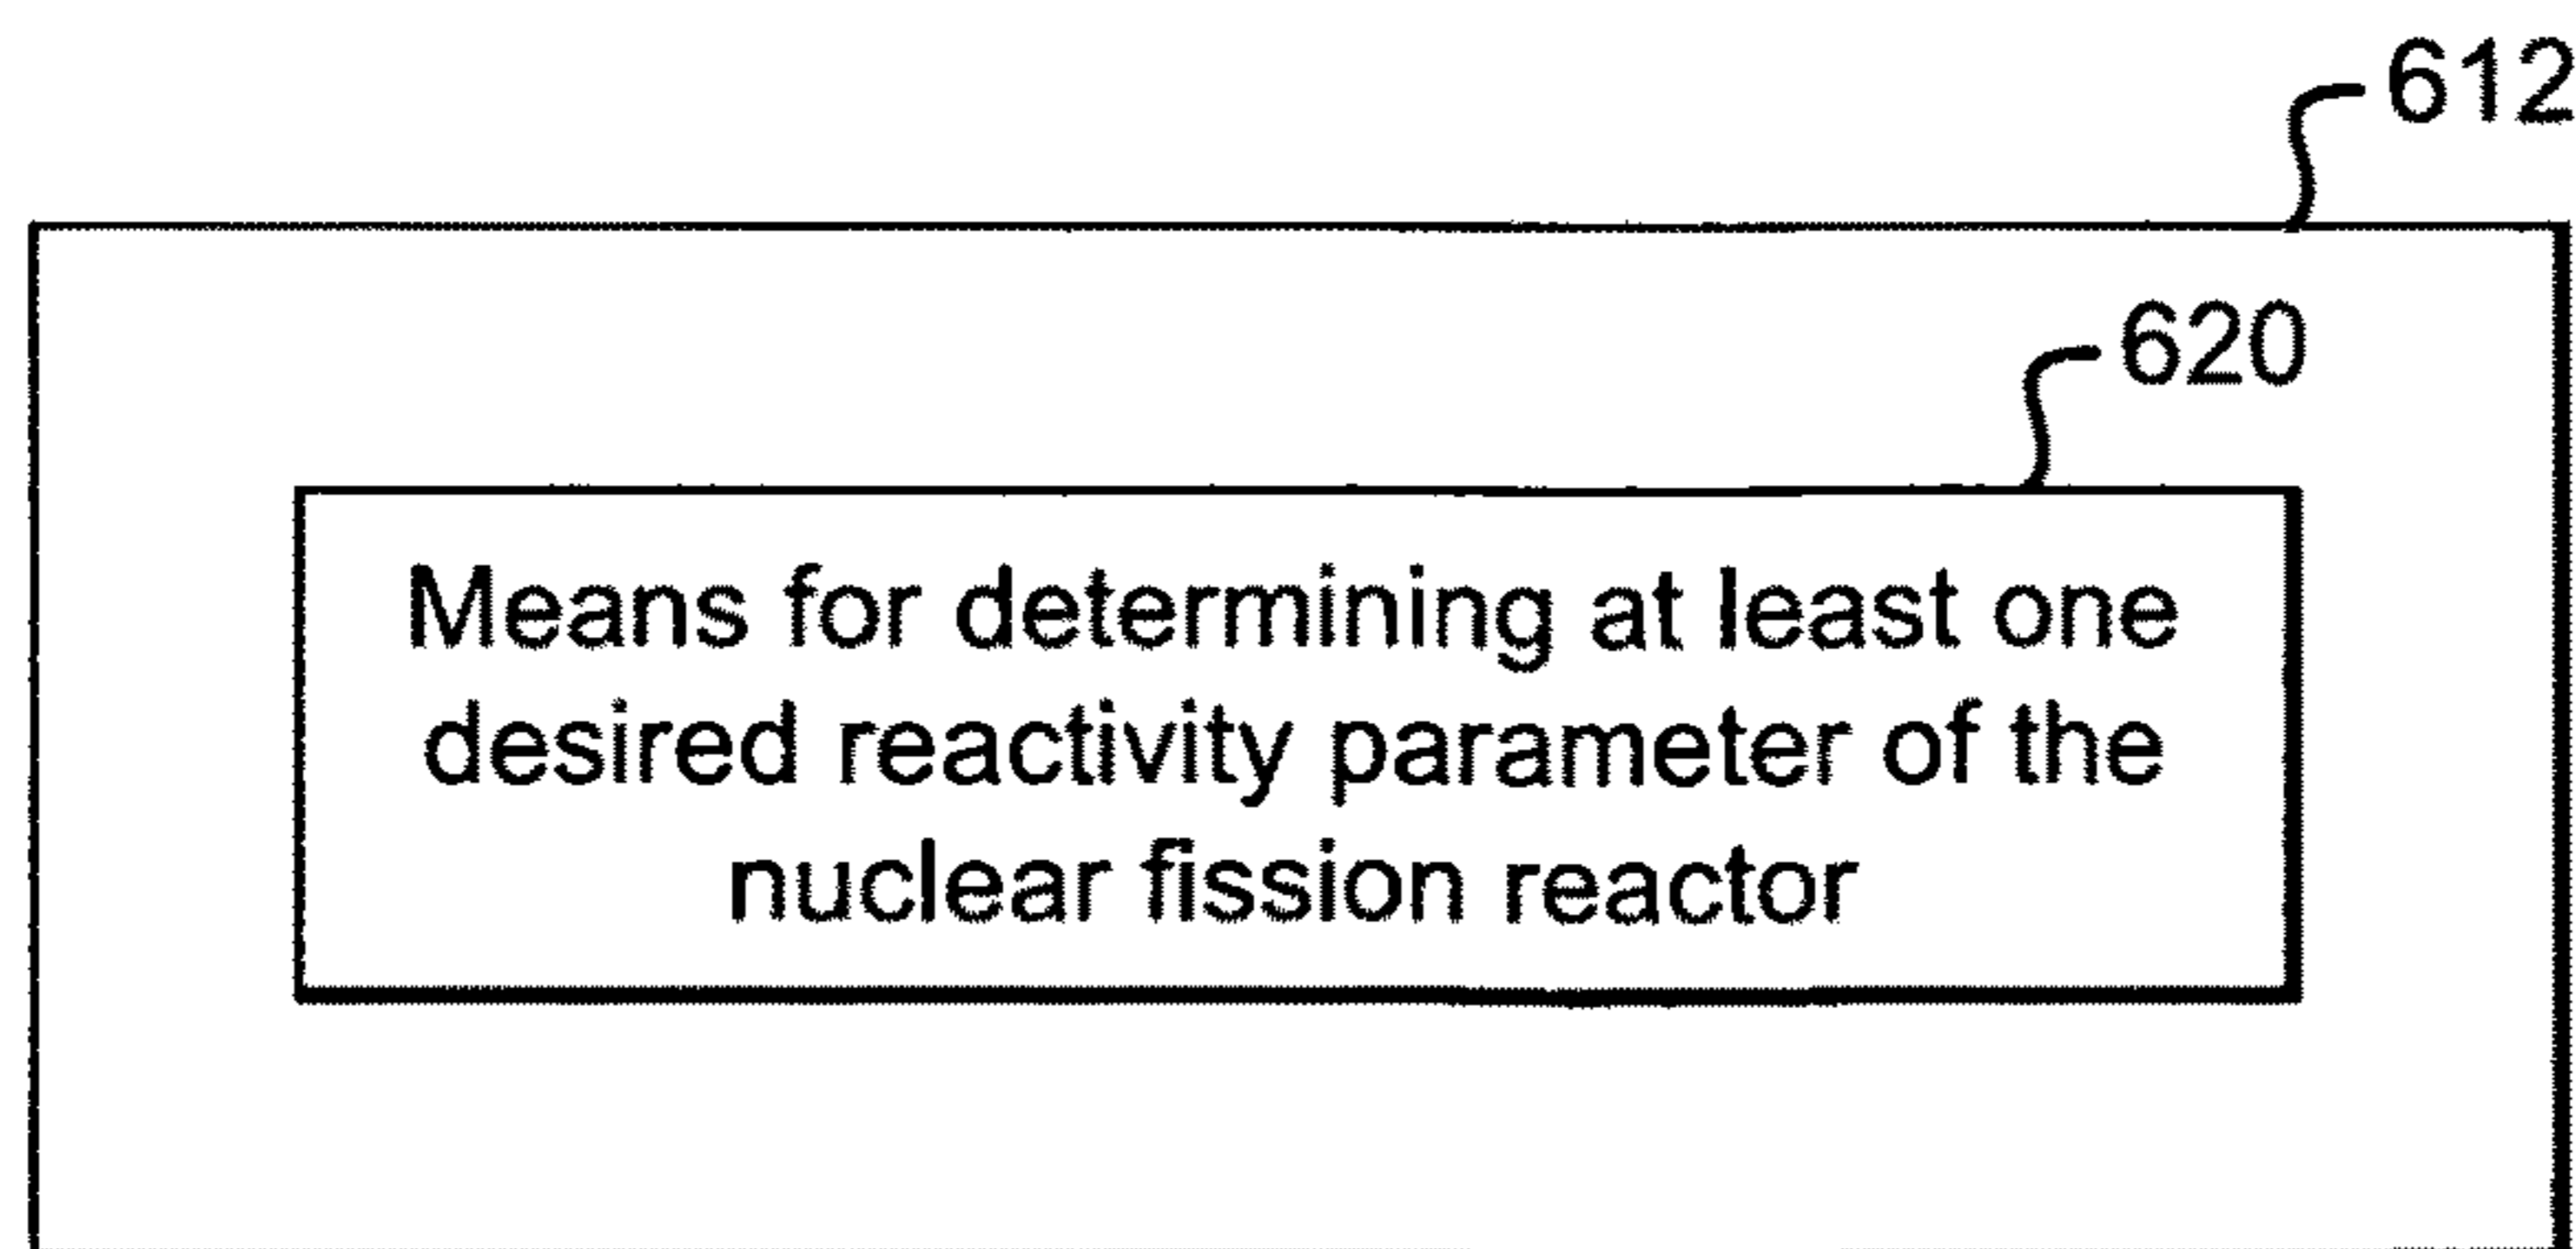 612
620
Means for determining at least one
desired reactivity parameter of the
nuclear fission reactor